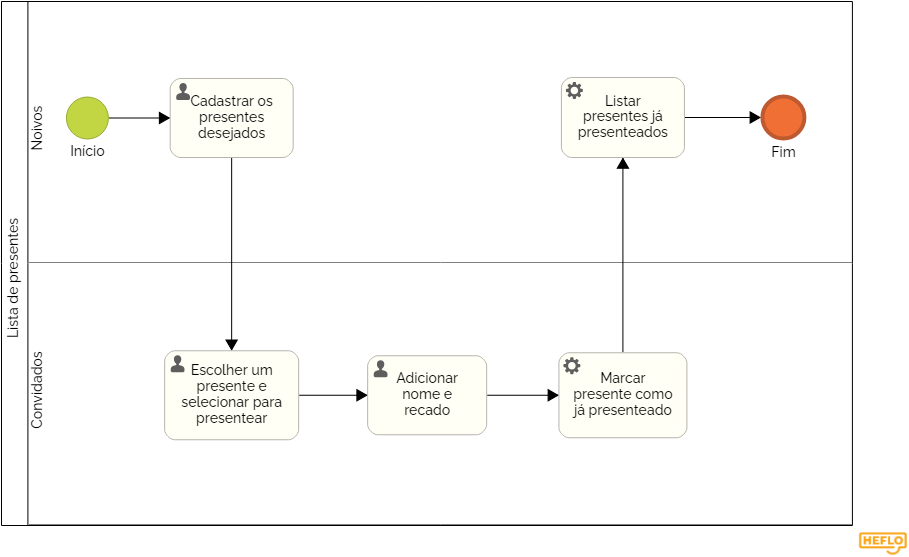 Lista de presentes
Noivos
Início
Cadastrar os
presentes
desejados
Listar
presentes já
presenteados
Fim
Convidados
Escolher um
presente e
selecionar para
presentear
Adicionar
nome e
recado
Marcar
presente como
já presenteado
HEFLO